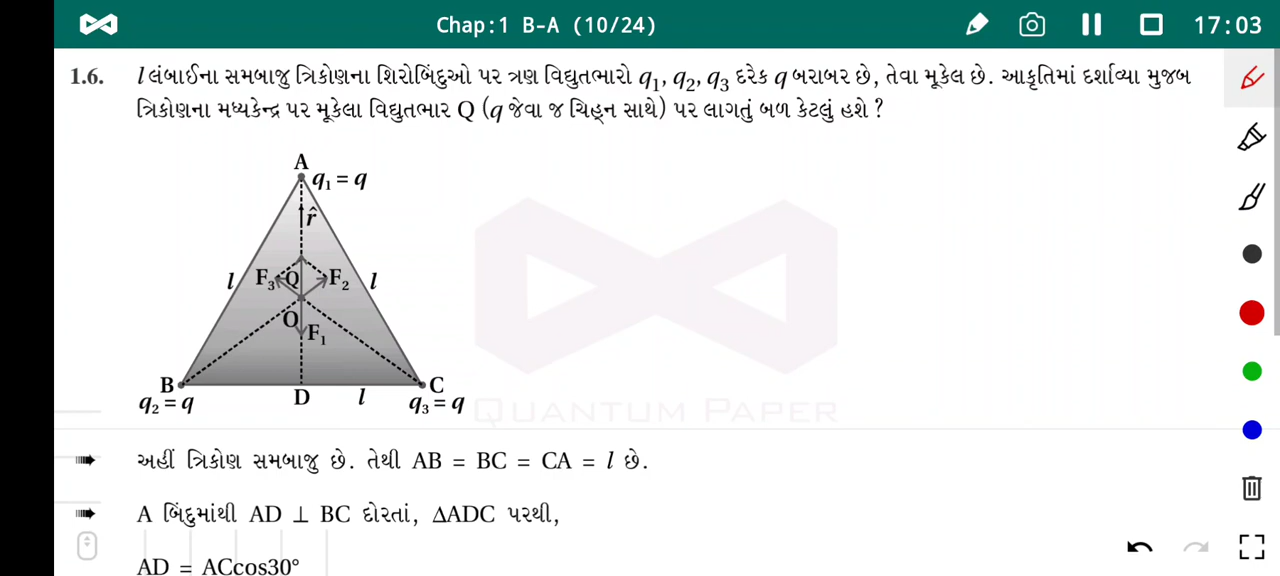 Chap:1 B-A (10/24)
17:03
1.6. l લંબાઈના સમબાજુ ત્રિકોણના શિરોબિંદુઓ પર ત્રણ વિદ્યુતભારો q₁, q₂, q₃ દરેક q બરાબર છે, તેવા મૂકેલ છે. આકૃતિમાં દર્શાવ્યા મુજબ
ત્રિકોણના મધ્યકેન્દ્ર પર મૂકેલા વિદ્યુતભાર Q (q જેવા જ ચિહ્ન સાથે) પર લાગતું બળ કેટલું હશે ?
A
q₁ = q
r̂
l F₃ Q F₂ l
O
F₁
B D l C
q₂ = q q₃ = q
QUANTUM PAPER
અહીં ત્રિકોણ સમબાજુ છે. તેથી AB = BC = CA = l છે.
A બિંદુમાંથી AD ⊥ BC દોરતાં, ΔADC પરથી,
AD = ACcos30°